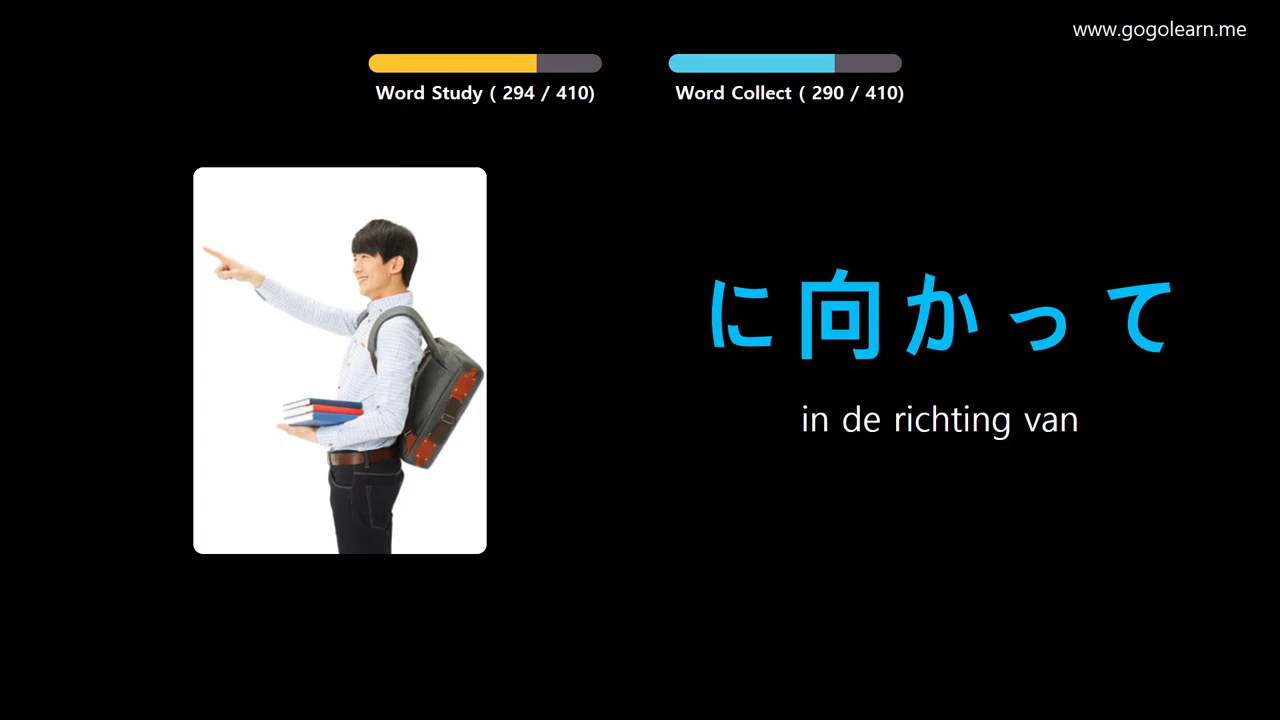 www.gogolearn.me
Word Study ( 294 / 410)
Word Collect ( 290 / 410)
に向かって
in de richting van